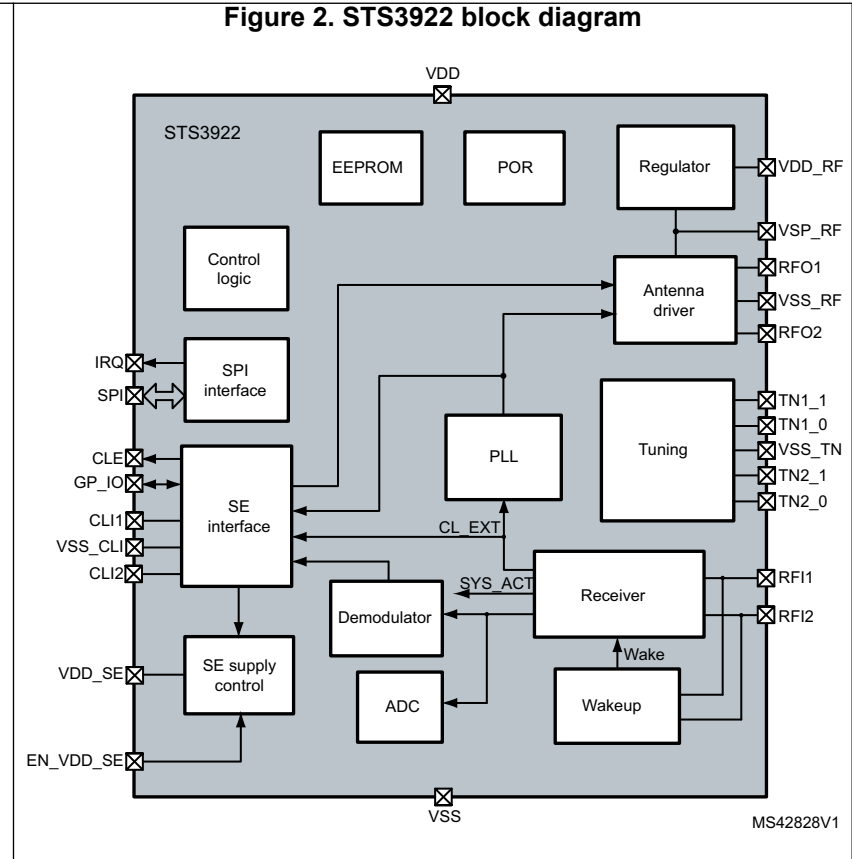 Figure 2. STS3922 block diagram
VDD
STS3922
EEPROM
POR
Regulator
VDD_RF
VSP_RF
Control
logic
Antenna
driver
RFO1
VSS_RF
RFO2
IRQ
SPI
SPI
interface
TN1_1
TN1_0
VSS_TN
TN2_1
TN2_0
Tuning
PLL
CLE
GP_IO
CLI1
VSS_CLI
CLI2
SE
interface
CL_EXT
SYS_ACT
Receiver
RFI1
RFI2
Demodulator
Wake
VDD_SE
SE supply
control
ADC
Wakeup
EN_VDD_SE
VSS
MS42828V1